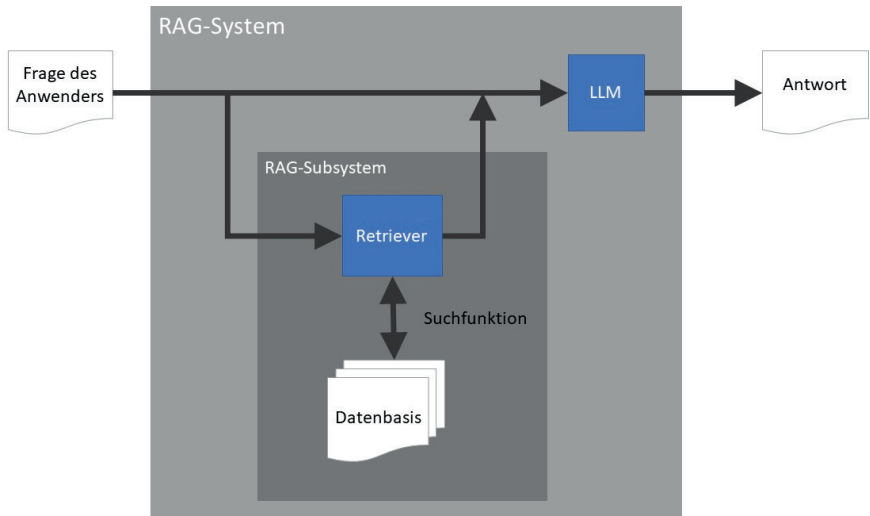 RAG-System
Frage des
Anwenders
LLM
Antwort
RAG-Subsystem
Retriever
Suchfunktion
Datenbasis